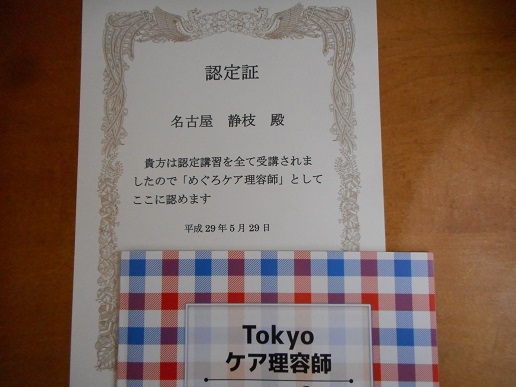 認定証
名古屋 静枝 殿
貴方は認定講習を全て受講されま
したので「めぐろケア理容師」として
ここに認めます
平成29年5月29日
Tokyo
ケア理容師